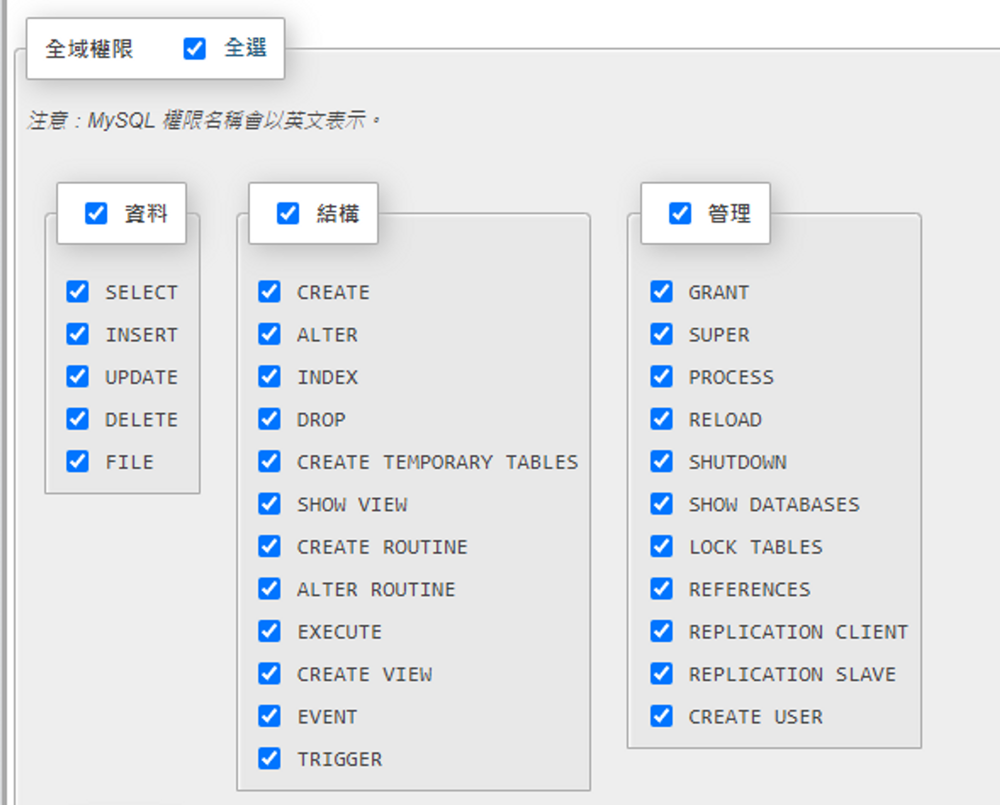 全域權限 全選
注意：MySQL 權限名稱會以英文表示。
資料
SELECT
INSERT
UPDATE
DELETE
FILE
結構
CREATE
ALTER
INDEX
DROP
CREATE TEMPORARY TABLES
SHOW VIEW
CREATE ROUTINE
ALTER ROUTINE
EXECUTE
CREATE VIEW
EVENT
TRIGGER
管理
GRANT
SUPER
PROCESS
RELOAD
SHUTDOWN
SHOW DATABASES
LOCK TABLES
REFERENCES
REPLICATION CLIENT
REPLICATION SLAVE
CREATE USER